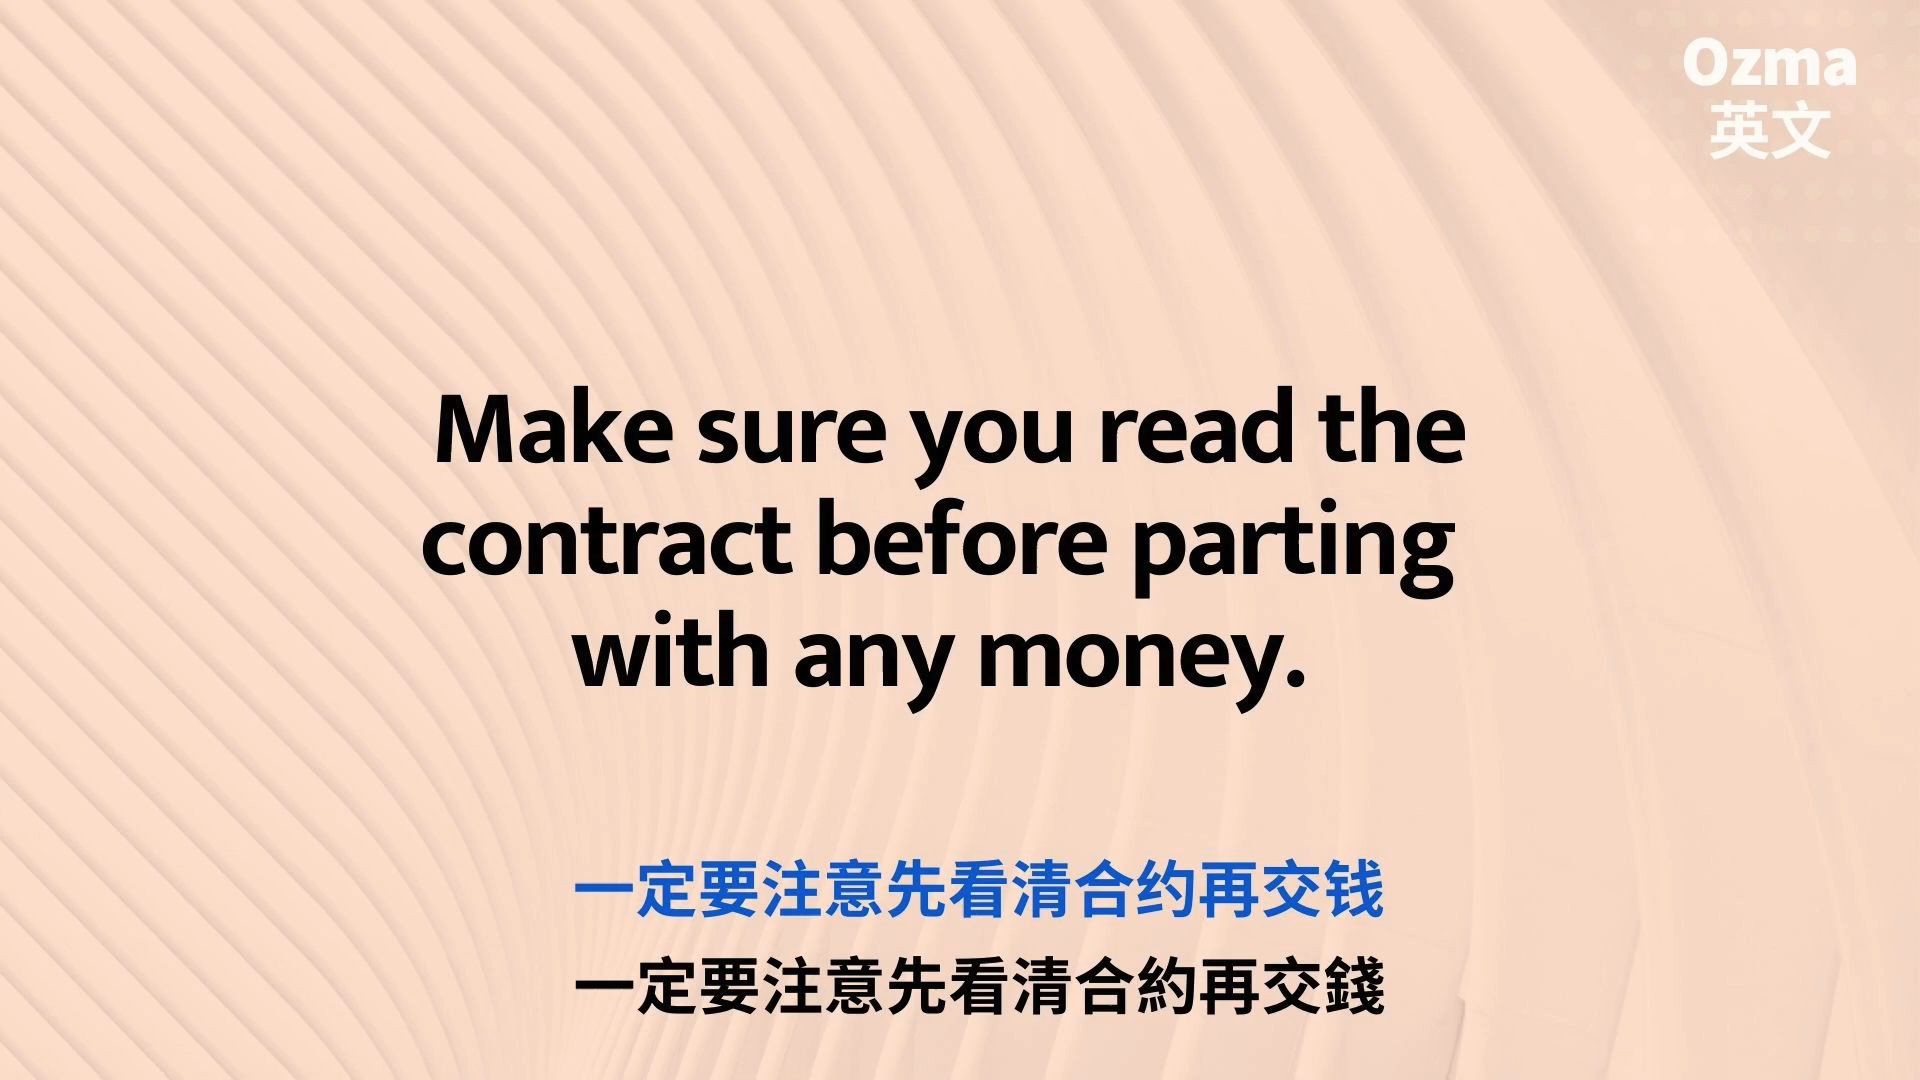 Ozma
英文
Make sure you read the
contract before parting
with any money.
一定要注意先看清合约再交钱
一定要注意先看清合約再交錢